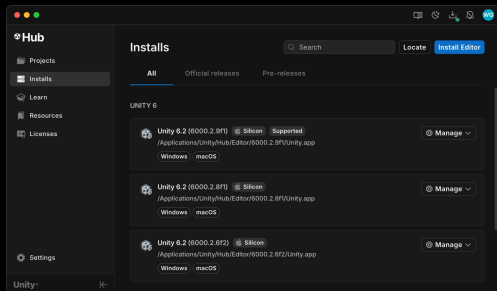 WG
Hub
Projects
Installs
Learn
Resources
Licenses
Settings
Unity
Installs
Search
Locate
Install Editor
All
Official releases
Pre-releases
UNITY 6
Unity 6.2 (6000.2.9f1) Silicon Supported
Manage
/Applications/Unity/Hub/Editor/6000.2.9f1/Unity.app
Windows macOS
Unity 6.2 (6000.2.8f1) Silicon
Manage
/Applications/Unity/Hub/Editor/6000.2.8f1/Unity.app
Windows macOS
Unity 6.2 (6000.2.6f2) Silicon
Manage
/Applications/Unity/Hub/Editor/6000.2.6f2/Unity.app
Windows macOS